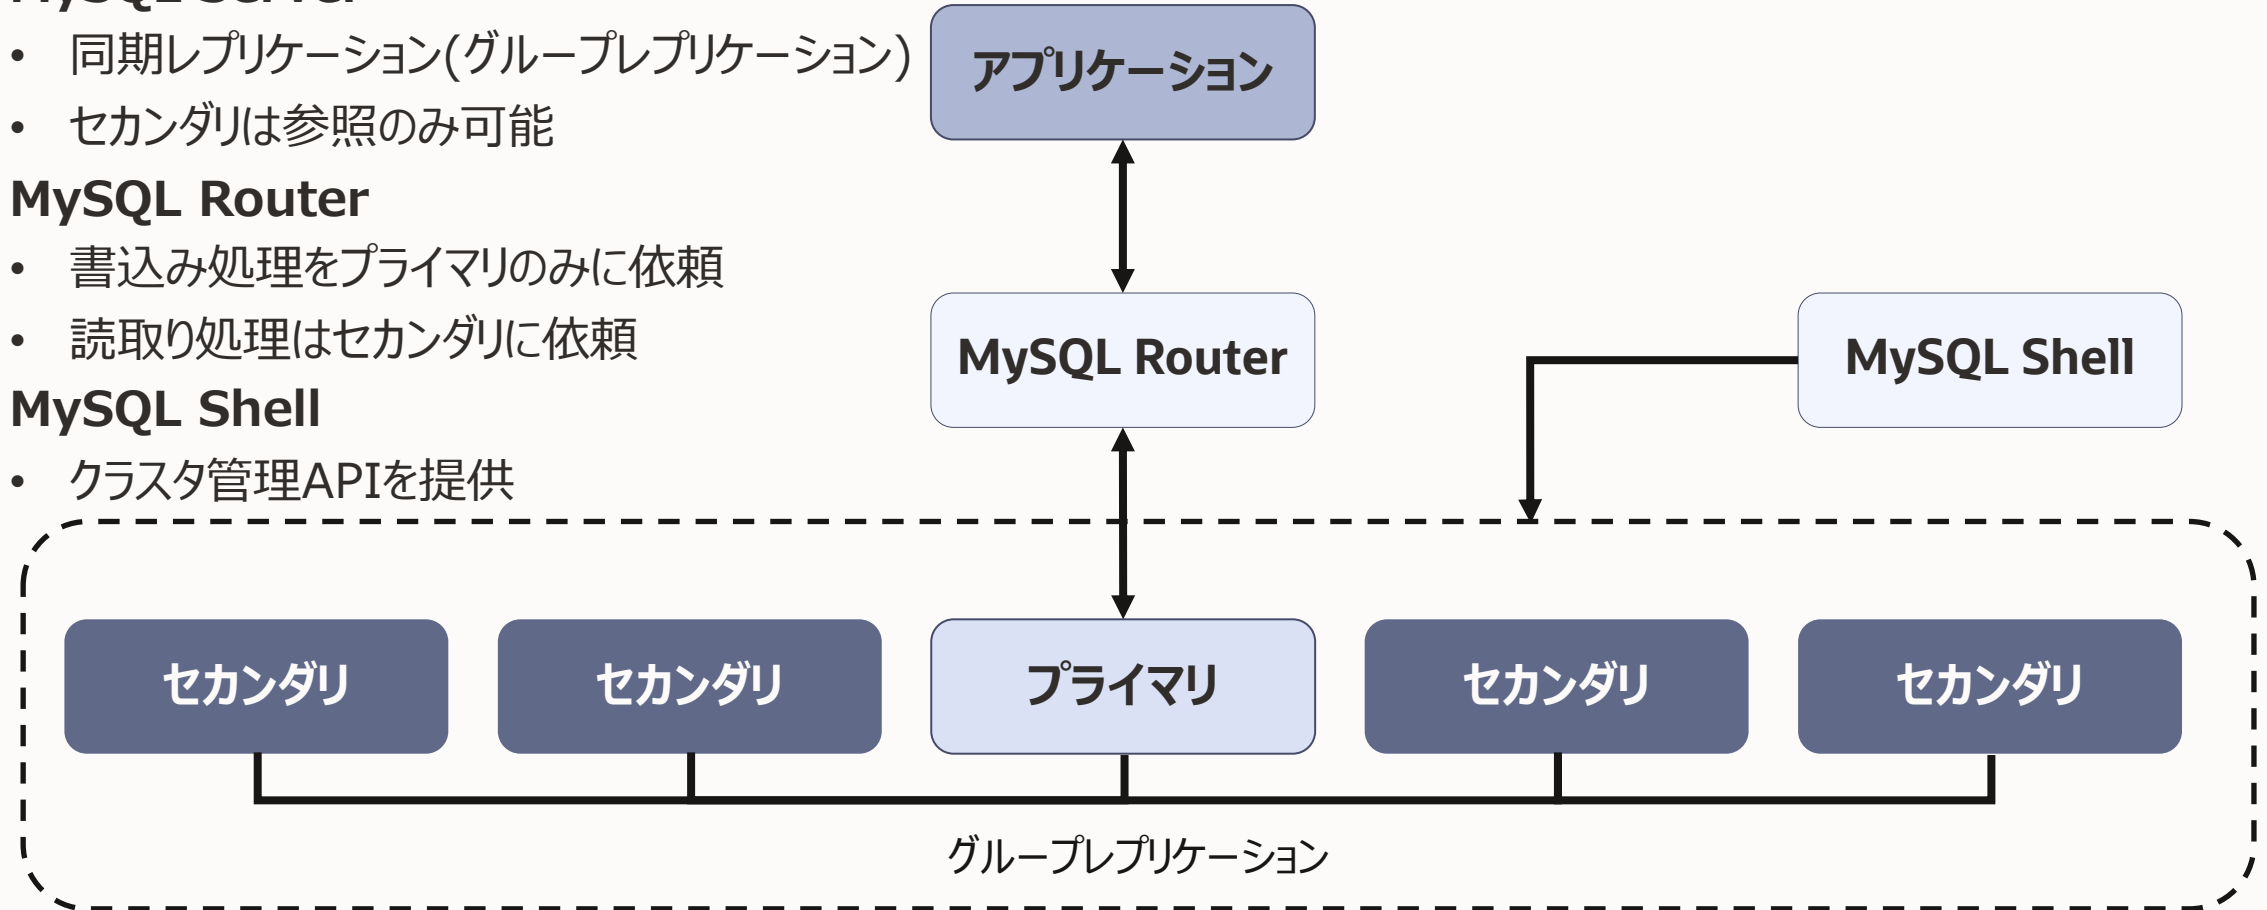 MySQL Server
• 同期レプリケーション(グループレプリケーション)
• セカンダリは参照のみ可能
MySQL Router
• 書込み処理をプライマリのみに依頼
• 読取り処理はセカンダリに依頼
MySQL Shell
• クラスタ管理APIを提供
アプリケーション
MySQL Router
MySQL Shell
セカンダリ
セカンダリ
プライマリ
セカンダリ
セカンダリ
グループレプリケーション